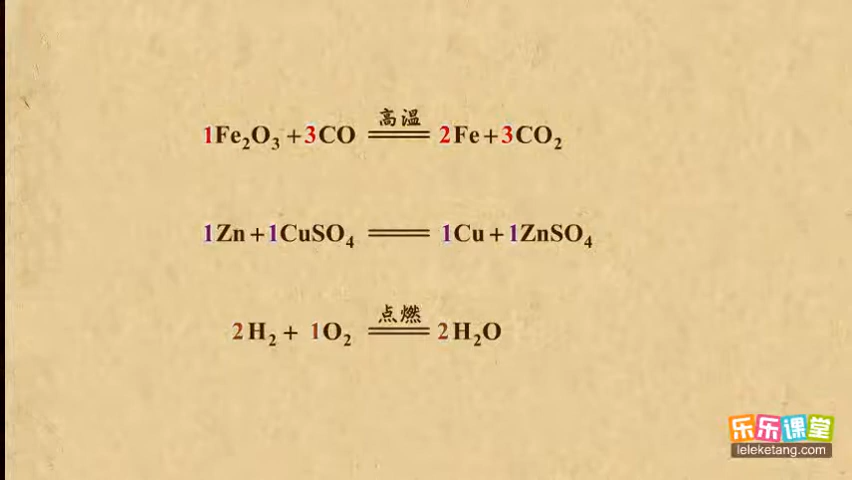 高温
1Fe₂O₃+3CO ═══ 2Fe+3CO₂
1Zn+1CuSO₄ ═══ 1Cu+1ZnSO₄
点燃
2H₂+ 1O₂ ═══ 2H₂O
乐乐课堂
leleketang.com